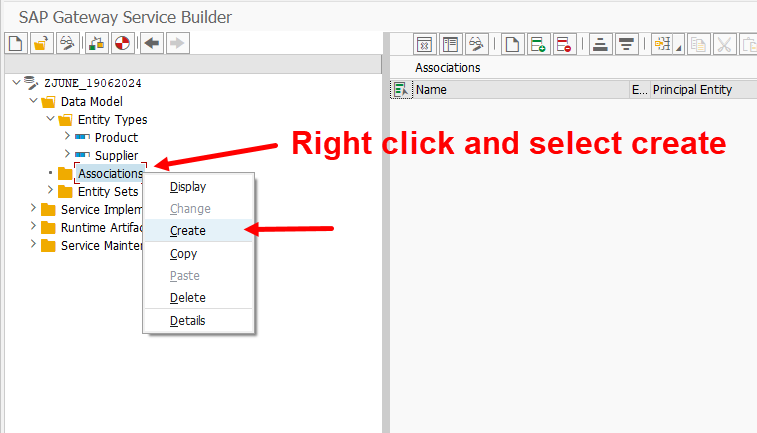 SAP Gateway Service Builder
ZJUNE_19062024
Data Model
Entity Types
Product
Supplier
Associations
Entity Sets
Service Implem
Runtime Artifac
Service Mainten
Display
Change
Create
Copy
Paste
Delete
Details
Right click and select create
Associations
Name E... Principal Entity